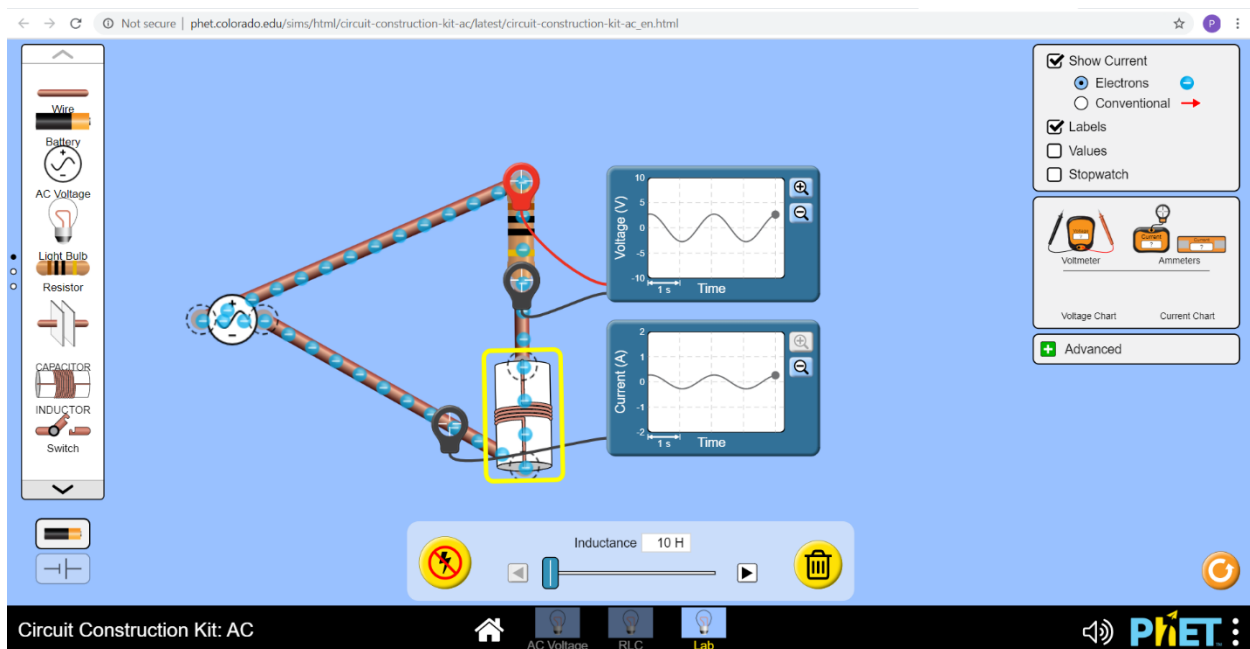 Not secure | phet.colorado.edu/sims/html/circuit-construction-kit-ac/latest/circuit-construction-kit-ac_en.html
P
Wire
Battery
AC Voltage
Light Bulb
Resistor
CAPACITOR
INDUCTOR
Switch
Show Current
Electrons
Conventional
Labels
Values
Stopwatch
Voltage
?
Current
?
Current
?
Voltmeter
Ammeters
Voltage Chart
Current Chart
Advanced
Voltage (V)
10
5
0
-5
-10
1 s
Time
Current (A)
2
1
0
-1
-2
1 s
Time
Inductance 10 H
Circuit Construction Kit: AC
AC Voltage
RLC
Lab
PhET